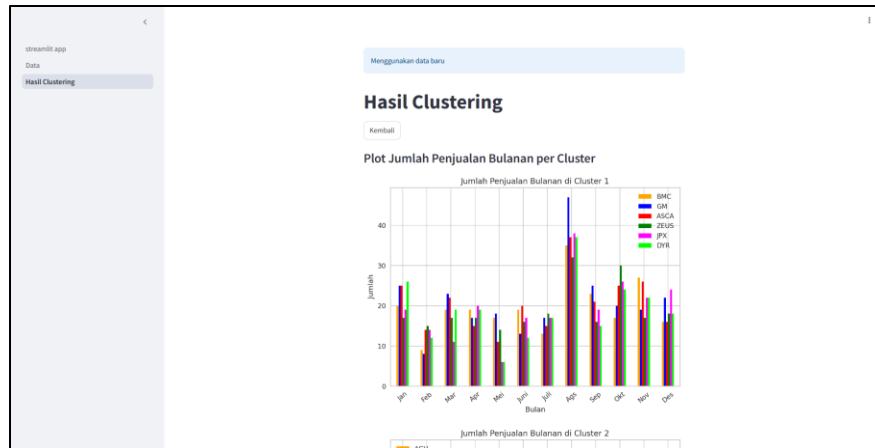 streamlit app
Data
Hasil Clustering
Menggunakan data baru
Hasil Clustering
Kembali
Plot Jumlah Penjualan Bulanan per Cluster
Jumlah Penjualan Bulanan di Cluster 1
BMC
GM
ASCA
ZEUS
JPX
DYR
Jumlah
40
30
20
10
0
Jan Feb Mar Apr Mei Juni Juli Ags Sep Okt Nov Des
Bulan
Jumlah Penjualan Bulanan di Cluster 2